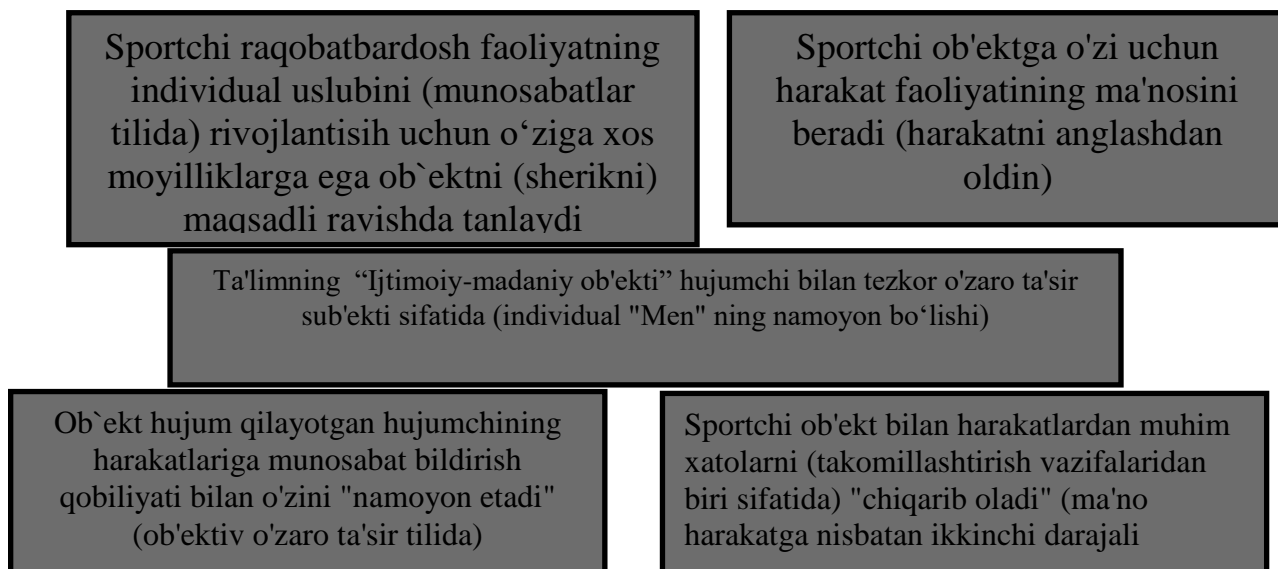 Sportchi raqobatbardosh faoliyatning
individual uslubini (munosabatlar
tilida) rivojlantisih uchun o‘ziga xos
moyilliklarga ega ob`ektni (sherikni)
maqsadli ravishda tanlaydi
Sportchi ob'ektga o'zi uchun
harakat faoliyatining ma'nosini
beradi (harakatni anglashdan
oldin)
Ta'limning “Ijtimoiy-madaniy ob'ekti” hujumchi bilan tezkor o'zaro ta'sir
sub'ekti sifatida (individual "Men" ning namoyon bo‘lishi)
Ob`ekt hujum qilayotgan hujumchining
harakatlariga munosabat bildirish
qobiliyati bilan o'zini "namoyon etadi"
(ob'ektiv o'zaro ta'sir tilida)
Sportchi ob'ekt bilan harakatlardan muhim
xatolarni (takomillashtirish vazifalaridan
biri sifatida) "chiqarib oladi" (ma'no
harakatga nisbatan ikkinchi darajali